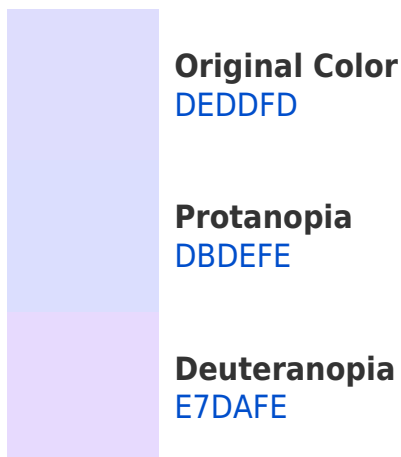 Original Color
DEDDFD
Protanopia
DBDEFE
Deuteranopia
E7DAFE